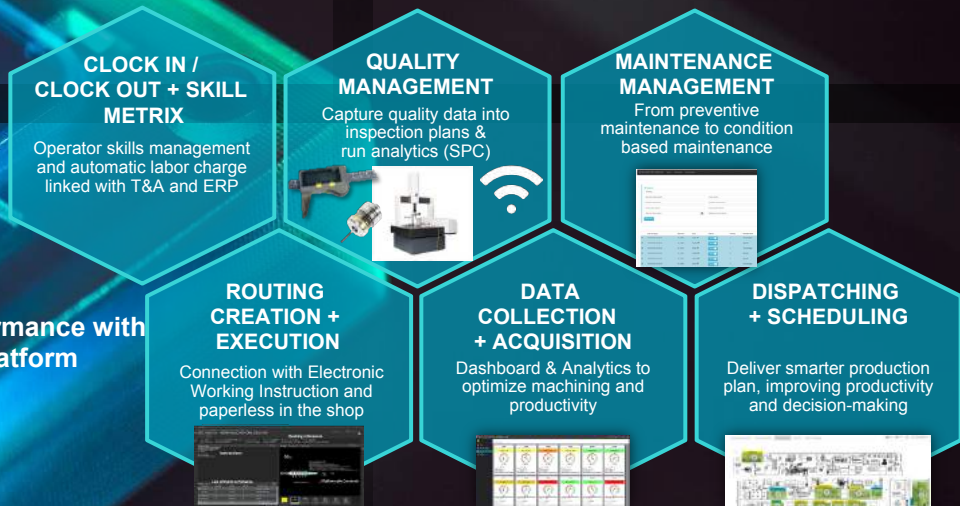 CLOCK IN /
CLOCK OUT + SKILL
METRIX
Operator skills management
and automatic labor charge
linked with T&A and ERP
QUALITY
MANAGEMENT
Capture quality data into
inspection plans &
run analytics (SPC)
MAINTENANCE
MANAGEMENT
From preventive
maintenance to condition
based maintenance
rmance with
atform
ROUTING
CREATION +
EXECUTION
Connection with Electronic
Working Instruction and
paperless in the shop
DATA
COLLECTION
+ ACQUISITION
Dashboard & Analytics to
optimize machining and
productivity
DISPATCHING
+ SCHEDULING
Deliver smarter production
plan, improving productivity
and decision-making